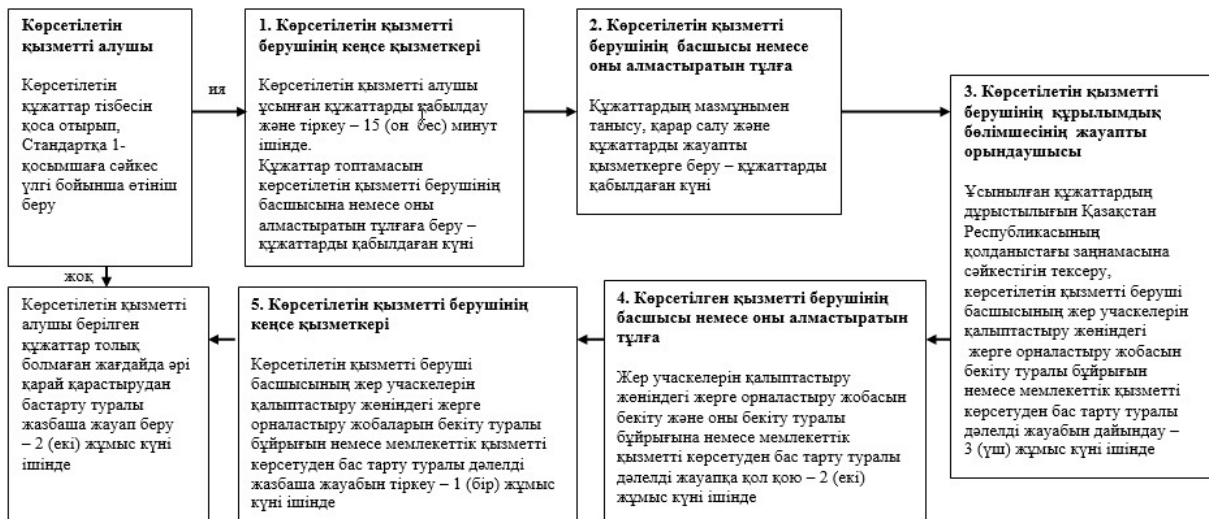 Көрсетілетін
қызметті алушы
Көрсетілетін
құжаттар тізбесін
қоса отырып,
Стандартқа 1-
қосымшаға сәйкес
үлгі бойынша өтініш
беру
ия
1. Көрсетілетін қызметті
берушінің кеңсе қызметкері
Көрсетілетін қызметті алушы
ұсынған құжаттарды қабылдау
және тіркеу – 15 (он бес) минут
ішінде.
Құжаттар топтамасын
көрсетілетін қызметті берушінің
басшысына немесе оны
алмастыратын тұлғаға беру –
құжаттарды қабылдаған күні
2. Көрсетілетін қызметті
берушінің басшысы немесе
оны алмастыратын тұлға
Құжаттардың мазмұнымен
танысу, қарар салу және
құжаттарды жауапты
қызметкерге беру – құжаттарды
қабылдаған күні
3. Көрсетілетін қызметті
берушінің құрылымдық
бөлімшесінің жауапты
орындаушысы
Ұсынылған құжаттардың
дұрыстылығын Қазақстан
Республикасының
қолданыстағы заңнамасына
сәйкестігін тексеру,
көрсетілетін қызметті беруші
басшысының жер учаскелерін
қалыптастыру жөніндегі
жерге орналастыру жобасын
бекіту туралы бұйрығын
немесе мемлекеттік қызметті
көрсетуден бас тарту туралы
дәлелді жауабын дайындау –
3 (үш) жұмыс күні ішінде
4. Көрсетілген қызметті берушінің
басшысы немесе оны алмастыратын
тұлға
Жер учаскелерін қалыптастыру
жөніндегі жерге орналастыру жобасын
бекіту және оны бекіту туралы
бұйрығына немесе мемлекеттік
қызметті көрсетуден бас тарту туралы
дәлелді жауапқа қол қою – 2 (екі)
жұмыс күні ішінде
5. Көрсетілетін қызметті берушінің
кеңсе қызметкері
Көрсетілетін қызметті беруші
басшысының жер учаскелерін
қалыптастыру жөніндегі жерге
орналастыру жобаларын бекіту туралы
бұйрығын немесе мемлекеттік қызметті
көрсетуден бас тарту туралы дәлелді
жазбаша жауабын тіркеу – 1 (бір) жұмыс
күні ішінде
жоқ
Көрсетілетін қызметті
алушы берілген
құжаттар толық
болмаған жағдайда әрі
қарай қарастырудан
бастарту туралы
жазбаша жауап беру
– 2 (екі) жұмыс күні
ішінде